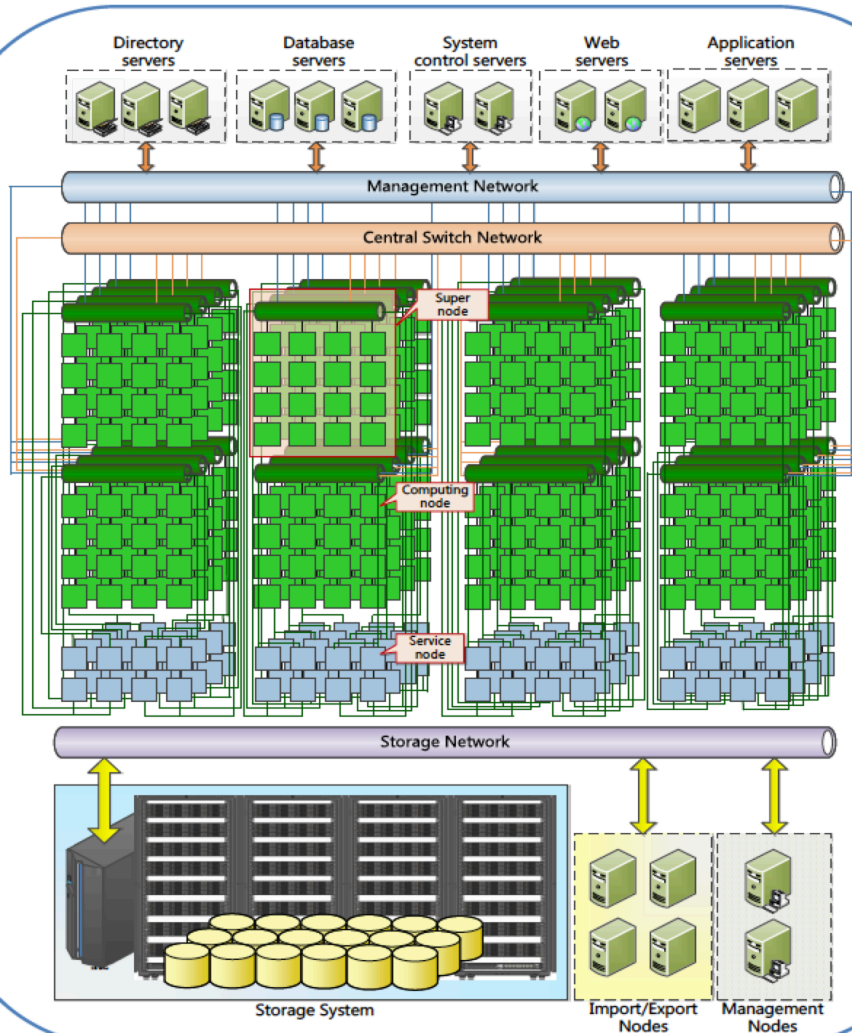 Directory
servers
Database
servers
System
control servers
Web
servers
Application
servers
Management Network
Central Switch Network
Super
node
Computing
node
Service
node
Storage Network
Storage System
Import/Export
Nodes
Management
Nodes